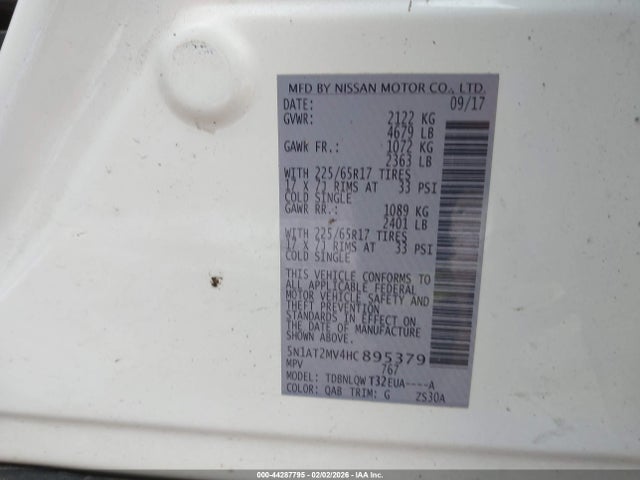 MFD BY NISSAN MOTOR CO., LTD.
DATE: 09/17
GVWR: 2122 KG
4679 LB
GAWR FR.: 1072 KG
2363 LB
WITH 225/65R17 TIRES
17 X 7J RIMS AT 33 PSI
COLD SINGLE
GAWR RR.: 1089 KG
2401 LB
WITH 225/65R17 TIRES
17 X 7J RIMS AT 33 PSI
COLD SINGLE
THIS VEHICLE CONFORMS TO
ALL APPLICABLE FEDERAL
MOTOR VEHICLE SAFETY AND
THEFT PREVENTION
STANDARDS IN EFFECT ON
THE DATE OF MANUFACTURE
SHOWN ABOVE.
5N1AT2MV4HC895379
MPV 767
MODEL: TDBNLQWT32EUA----A
COLOR: QAB TRIM: G ZS30A
000-44287795 - 02/02/2026 - IAA, Inc.